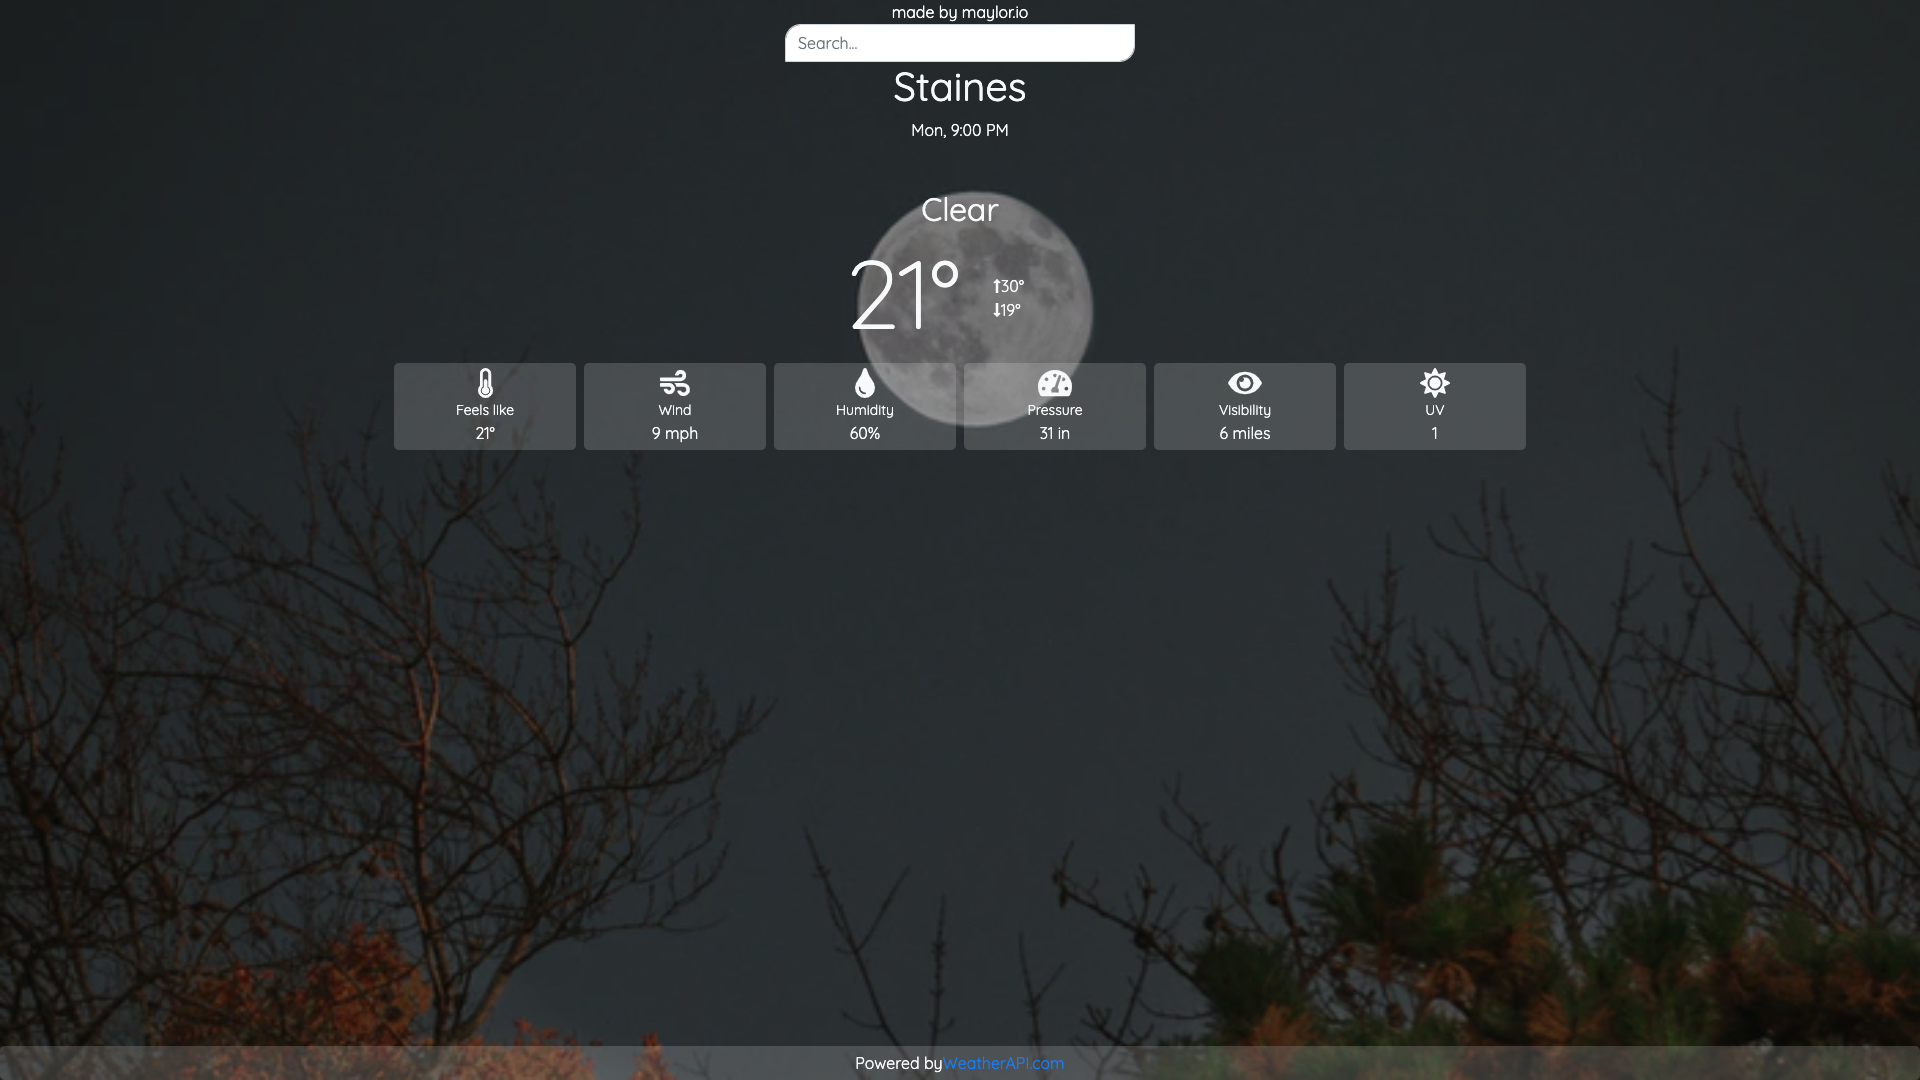 made by maylor.io
Search...
Staines
Mon, 9:00 PM
Clear
21°
30°
19°
Feels like
21°
Wind
9 mph
Humidity
60%
Pressure
31 in
Visibility
6 miles
UV
1
Powered byWeatherAPI.com